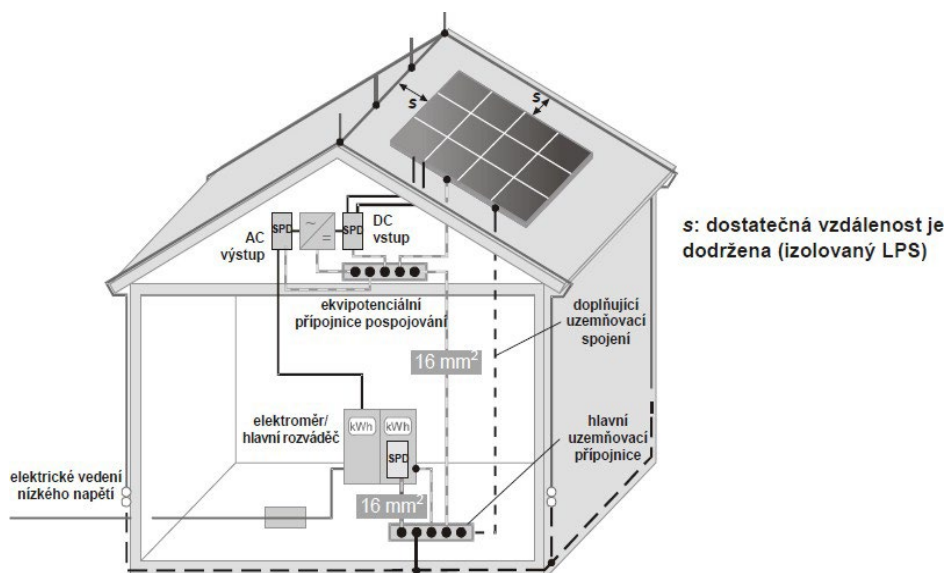 s
s
s: dostatečná vzdálenost je
dodržena (izolovaný LPS)
AC
výstup
SPD
~
=
SPD
DC
vstup
ekvipotenciální
přípojnice pospojování
doplňující
uzemňovací
spojení
16 mm²
elektroměr/
hlavní rozváděč
kWh
kWh
SPD
hlavní
uzemňovací
přípojnice
elektrické vedení
nízkého napětí
16 mm²